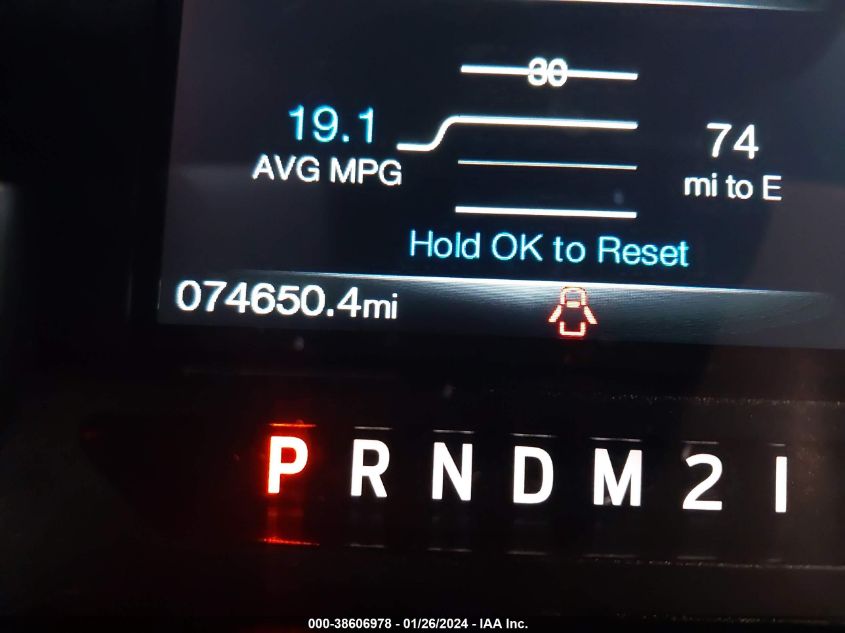 30
19.1
AVG MPG
74
mi to E
Hold OK to Reset
074650.4mi
P R N D M 2 1
000-38606978 - 01/26/2024 - IAA Inc.